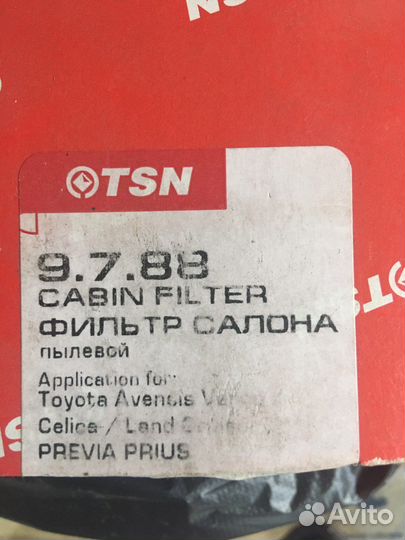 TSN
9.7.88
CABIN FILTER
ФИЛЬТР САЛОНА
пылевой
Application for
Toyota Avensis
Celica / Land
PREVIA PRIUS
Avito